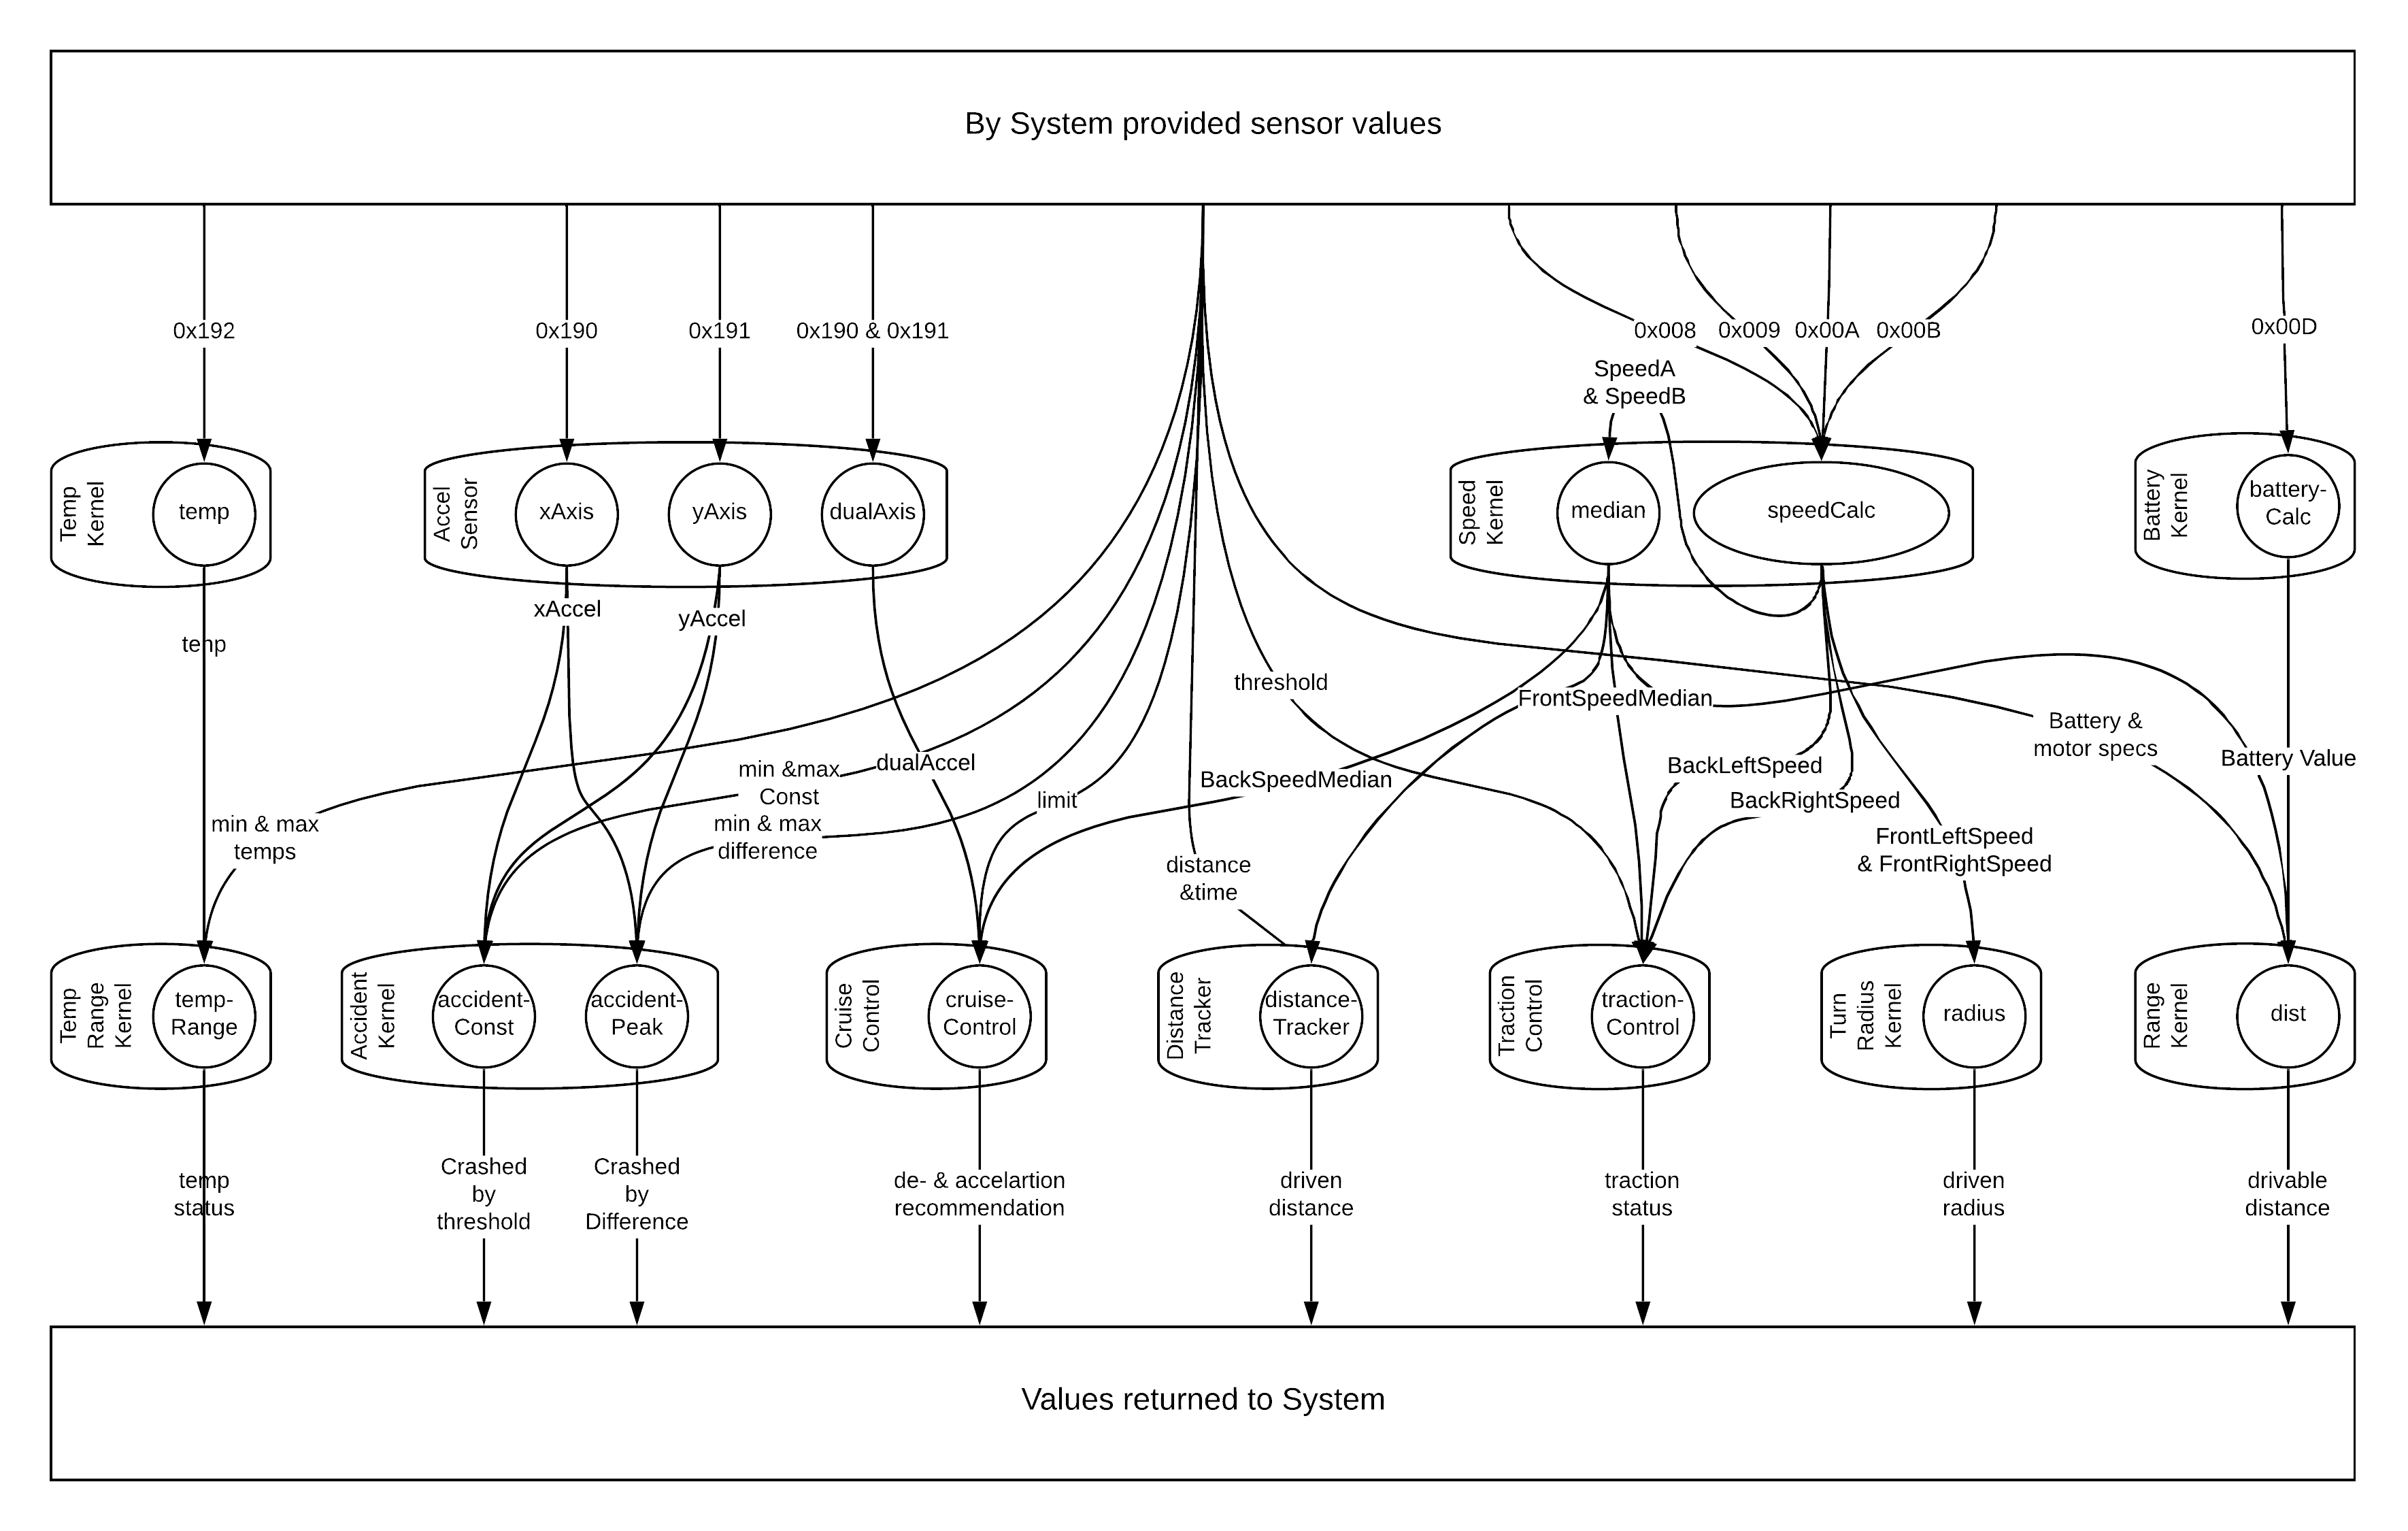 By System provided sensor values
0x192
0x190
0x191
0x190 & 0x191
0x008
0x009
0x00A
0x00B
0x00D
SpeedA
& SpeedB
Temp
Kernel
temp
Accel
Sensor
xAxis
yAxis
dualAxis
Speed
Kernel
median
speedCalc
Battery
Kernel
battery-
Calc
xAccel
yAccel
temp
threshold
FrontSpeedMedian
Battery &
motor specs
Battery Value
dualAccel
min &max
Const
BackSpeedMedian
BackLeftSpeed
limit
BackRightSpeed
min & max
temps
min & max
difference
FrontLeftSpeed
& FrontRightSpeed
distance
&time
Temp
Range
Kernel
temp-
Range
Accident
Kernel
accident-
Const
accident-
Peak
Cruise
Control
cruise-
Control
Distance
Tracker
distance-
Tracker
Traction
Control
traction-
Control
Turn
Radius
Kernel
radius
Range
Kernel
dist
temp
status
Crashed
by
threshold
Crashed
by
Difference
de- & accelartion
recommendation
driven
distance
traction
status
driven
radius
drivable
distance
Values returned to System